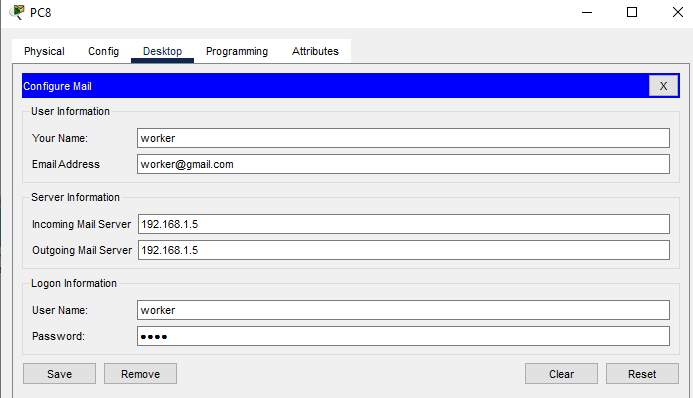 PC8
Physical Config Desktop Programming Attributes
Configure Mail X
User Information
Your Name: worker
Email Address worker@gmail.com
Server Information
Incoming Mail Server 192.168.1.5
Outgoing Mail Server 192.168.1.5
Logon Information
User Name: worker
Password: ●●●●
Save Remove Clear Reset